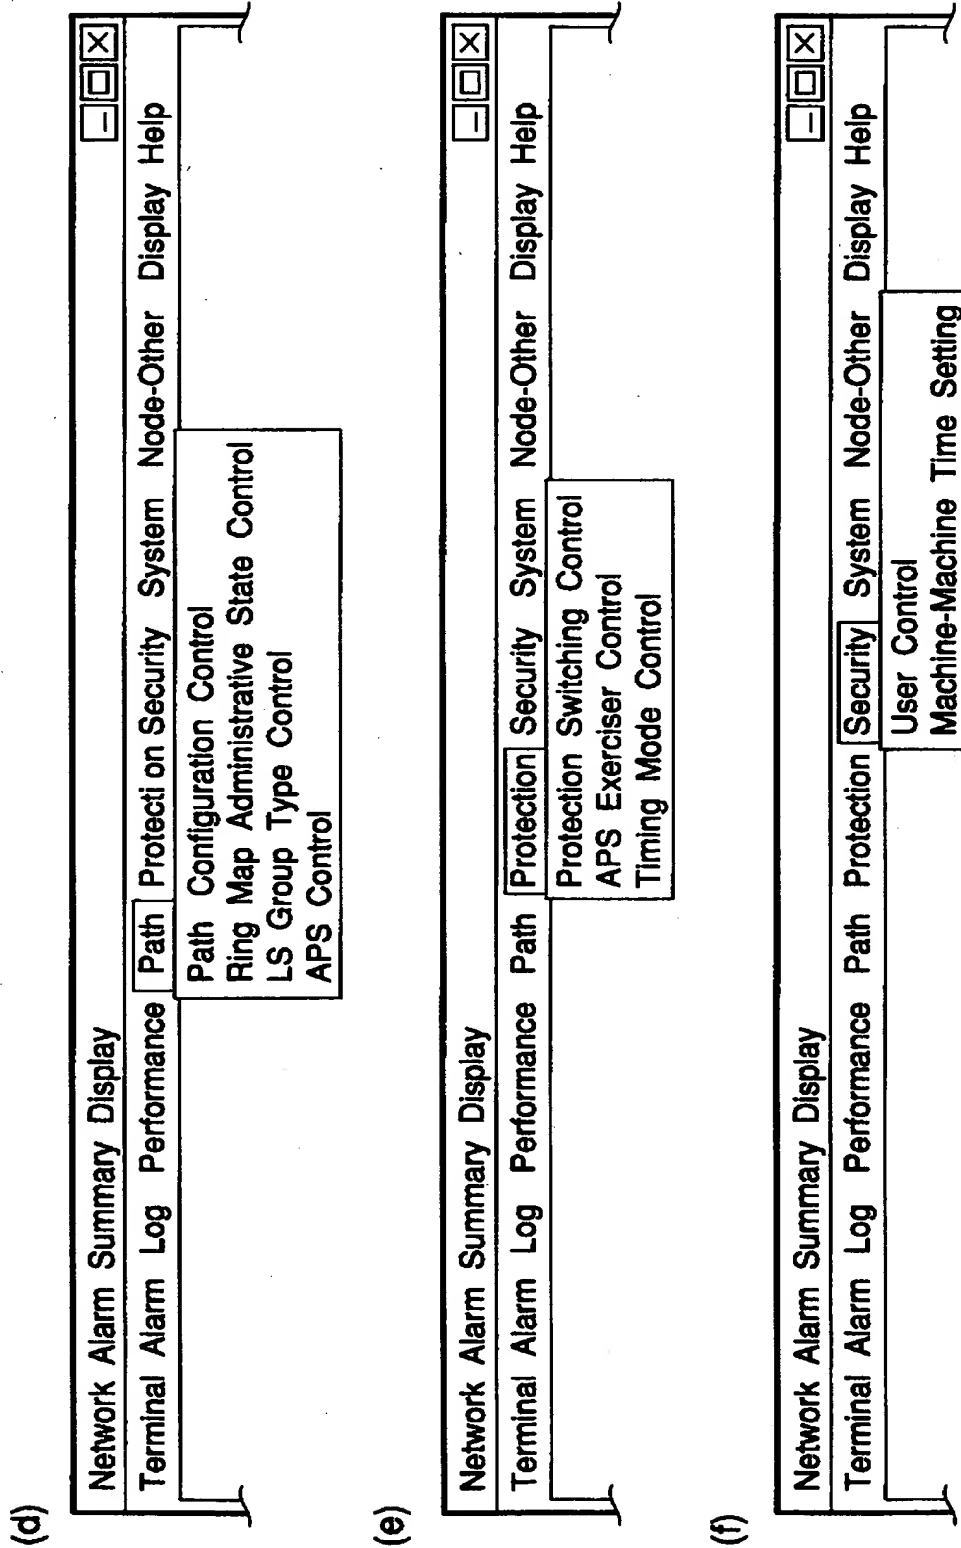 (d)
Network Alarm Summary Display
Terminal Alarm Log Performance Path Protecti on Security System Node-Other Display Help
Path Configuration Control
Ring Map Administrative State Control
LS Group Type Control
APS Control
(e)
Network Alarm Summary Display
Terminal Alarm Log Performance Path Protection Security System Node-Other Display Help
Protection Switching Control
APS Exerciser Control
Timing Mode Control
(f)
Network Alarm Summary Display
Terminal Alarm Log Performance Path Protection Security System Node-Other Display Help
User Control
Machine-Machine Time Setting